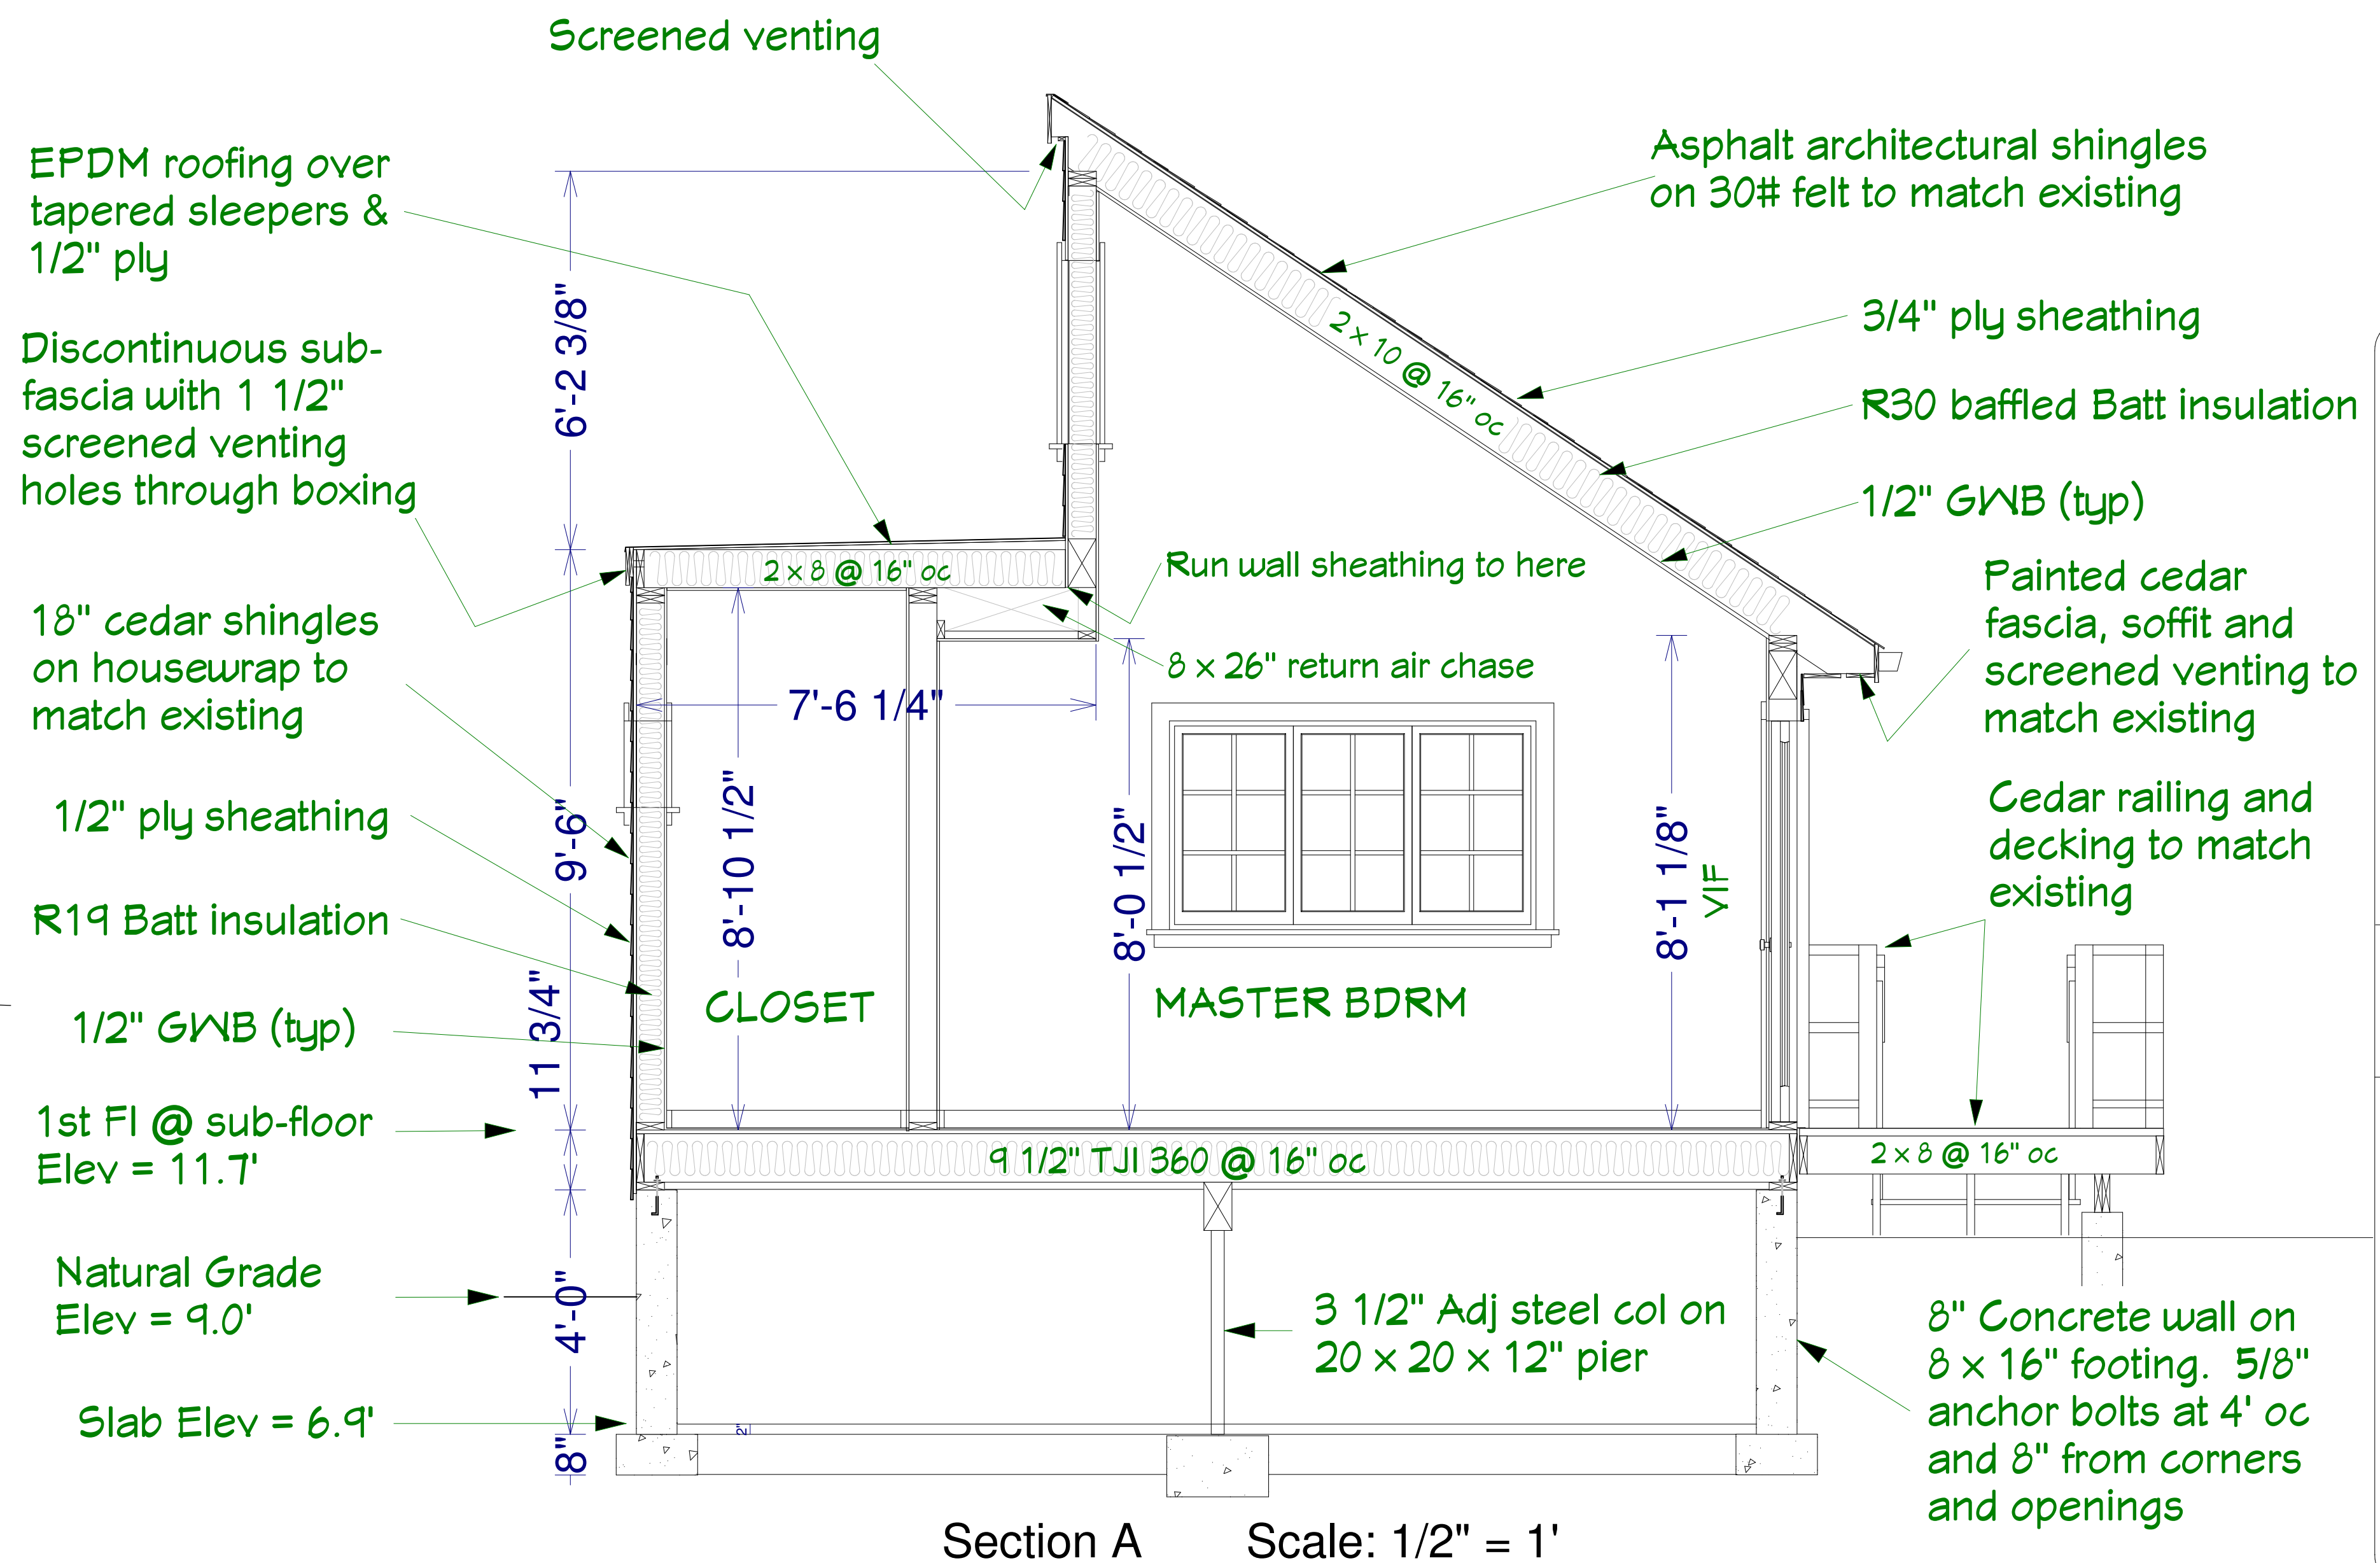 Screened venting
EPDM roofing over
tapered sleepers &
1/2" ply
Discontinuous sub-
fascia with 1 1/2"
screened venting
holes through boxing
18" cedar shingles
on housewrap to
match existing
1/2" ply sheathing
R19 Batt insulation
1/2" GWB (typ)
1st Fl @ sub-floor
Elev = 11.7'
Natural Grade
Elev = 9.0'
Slab Elev = 6.9'
6'-2 3/8"
9'-6"
11 3/4"
4'-0"
8"
2"
2 x 8 @ 16" oc
7'-6 1/4"
8'-10 1/2"
CLOSET
2 x 10 @ 16" oc
Run wall sheathing to here
8 x 26" return air chase
8'-0 1/2"
MASTER BDRM
8'-1 1/8"
VIF
9 1/2" TJI 360 @ 16" oc
3 1/2" Adj steel col on
20 x 20 x 12" pier
Asphalt architectural shingles
on 30# felt to match existing
3/4" ply sheathing
R30 baffled Batt insulation
1/2" GWB (typ)
Painted cedar
fascia, soffit and
screened venting to
match existing
Cedar railing and
decking to match
existing
2 x 8 @ 16" oc
8" Concrete wall on
8 x 16" footing.  5/8"
anchor bolts at 4' oc
and 8" from corners
and openings
Section A Scale: 1/2" = 1'